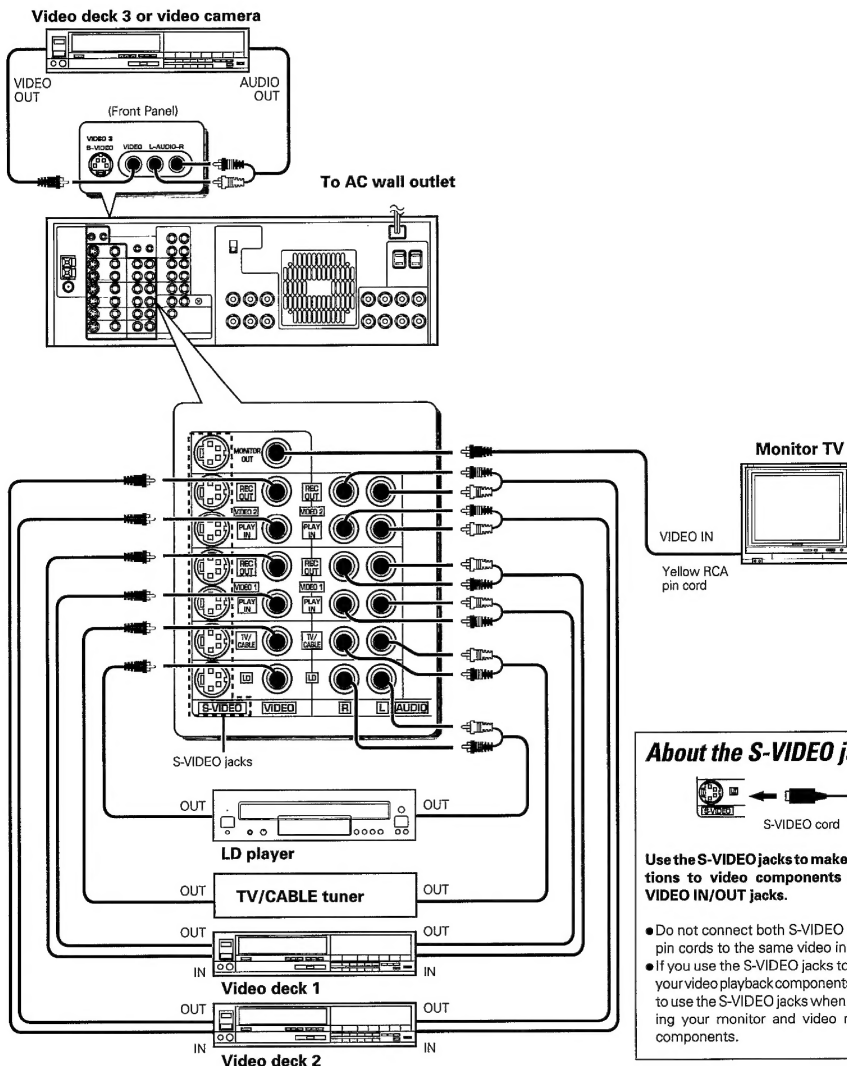 Video deck 3 or video camera
VIDEO
OUT
AUDIO
OUT
(Front Panel)
VIDEO 3
S-VIDEO
VIDEO L-AUDIO-R
To AC wall outlet
MONITOR
OUT
REC
OUT
REC
OUT
VIDEO 2
VIDEO 2
PLAY
IN
PLAY
IN
REC
OUT
REC
OUT
VIDEO 1
VIDEO 1
PLAY
IN
PLAY
IN
TV/
CABLE
TV/
CABLE
LD
LD
S-VIDEO VIDEO R L AUDIO
S-VIDEO jacks
Monitor TV
VIDEO IN
Yellow RCA
pin cord
OUT
OUT
LD player
OUT
TV/CABLE tuner
OUT
OUT
OUT
IN
IN
Video deck 1
OUT
OUT
IN
IN
Video deck 2
About the S-VIDEO ja
LD
S-VIDEO
S-VIDEO cord
Use the S-VIDEO jacks to make
tions to video components
VIDEO IN/OUT jacks.
● Do not connect both S-VIDEO
pin cords to the same video in
● If you use the S-VIDEO jacks to
your video playback components
to use the S-VIDEO jacks when
ing your monitor and video r
components.